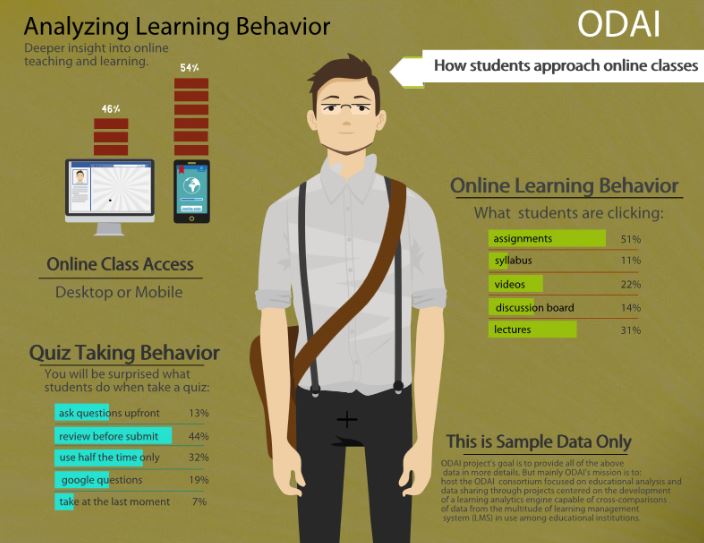 Analyzing Learning Behavior
Deeper insight into online
teaching and learning.
ODAI
How students approach online classes
46%
54%
Online Class Access
Desktop or Mobile
Quiz Taking Behavior
You will be surprised what
students do when take a quiz:
ask questions upfront 13%
review before submit 44%
use half the time only 32%
google questions 19%
take at the last moment 7%
Online Learning Behavior
What students are clicking:
assignments 51%
syllabus 11%
videos 22%
discussion board 14%
lectures 31%
This is Sample Data Only
ODAI project's goal is to provide all of the above
data in more details. But mainly ODAI's mission is to:
host the ODAI consortium focused on educational analysis and
data sharing through projects centered on the development
of a learning analytics engine capable of cross-comparisons
of data from the multitude of learning management
system (LMS) in use among educational institutions.